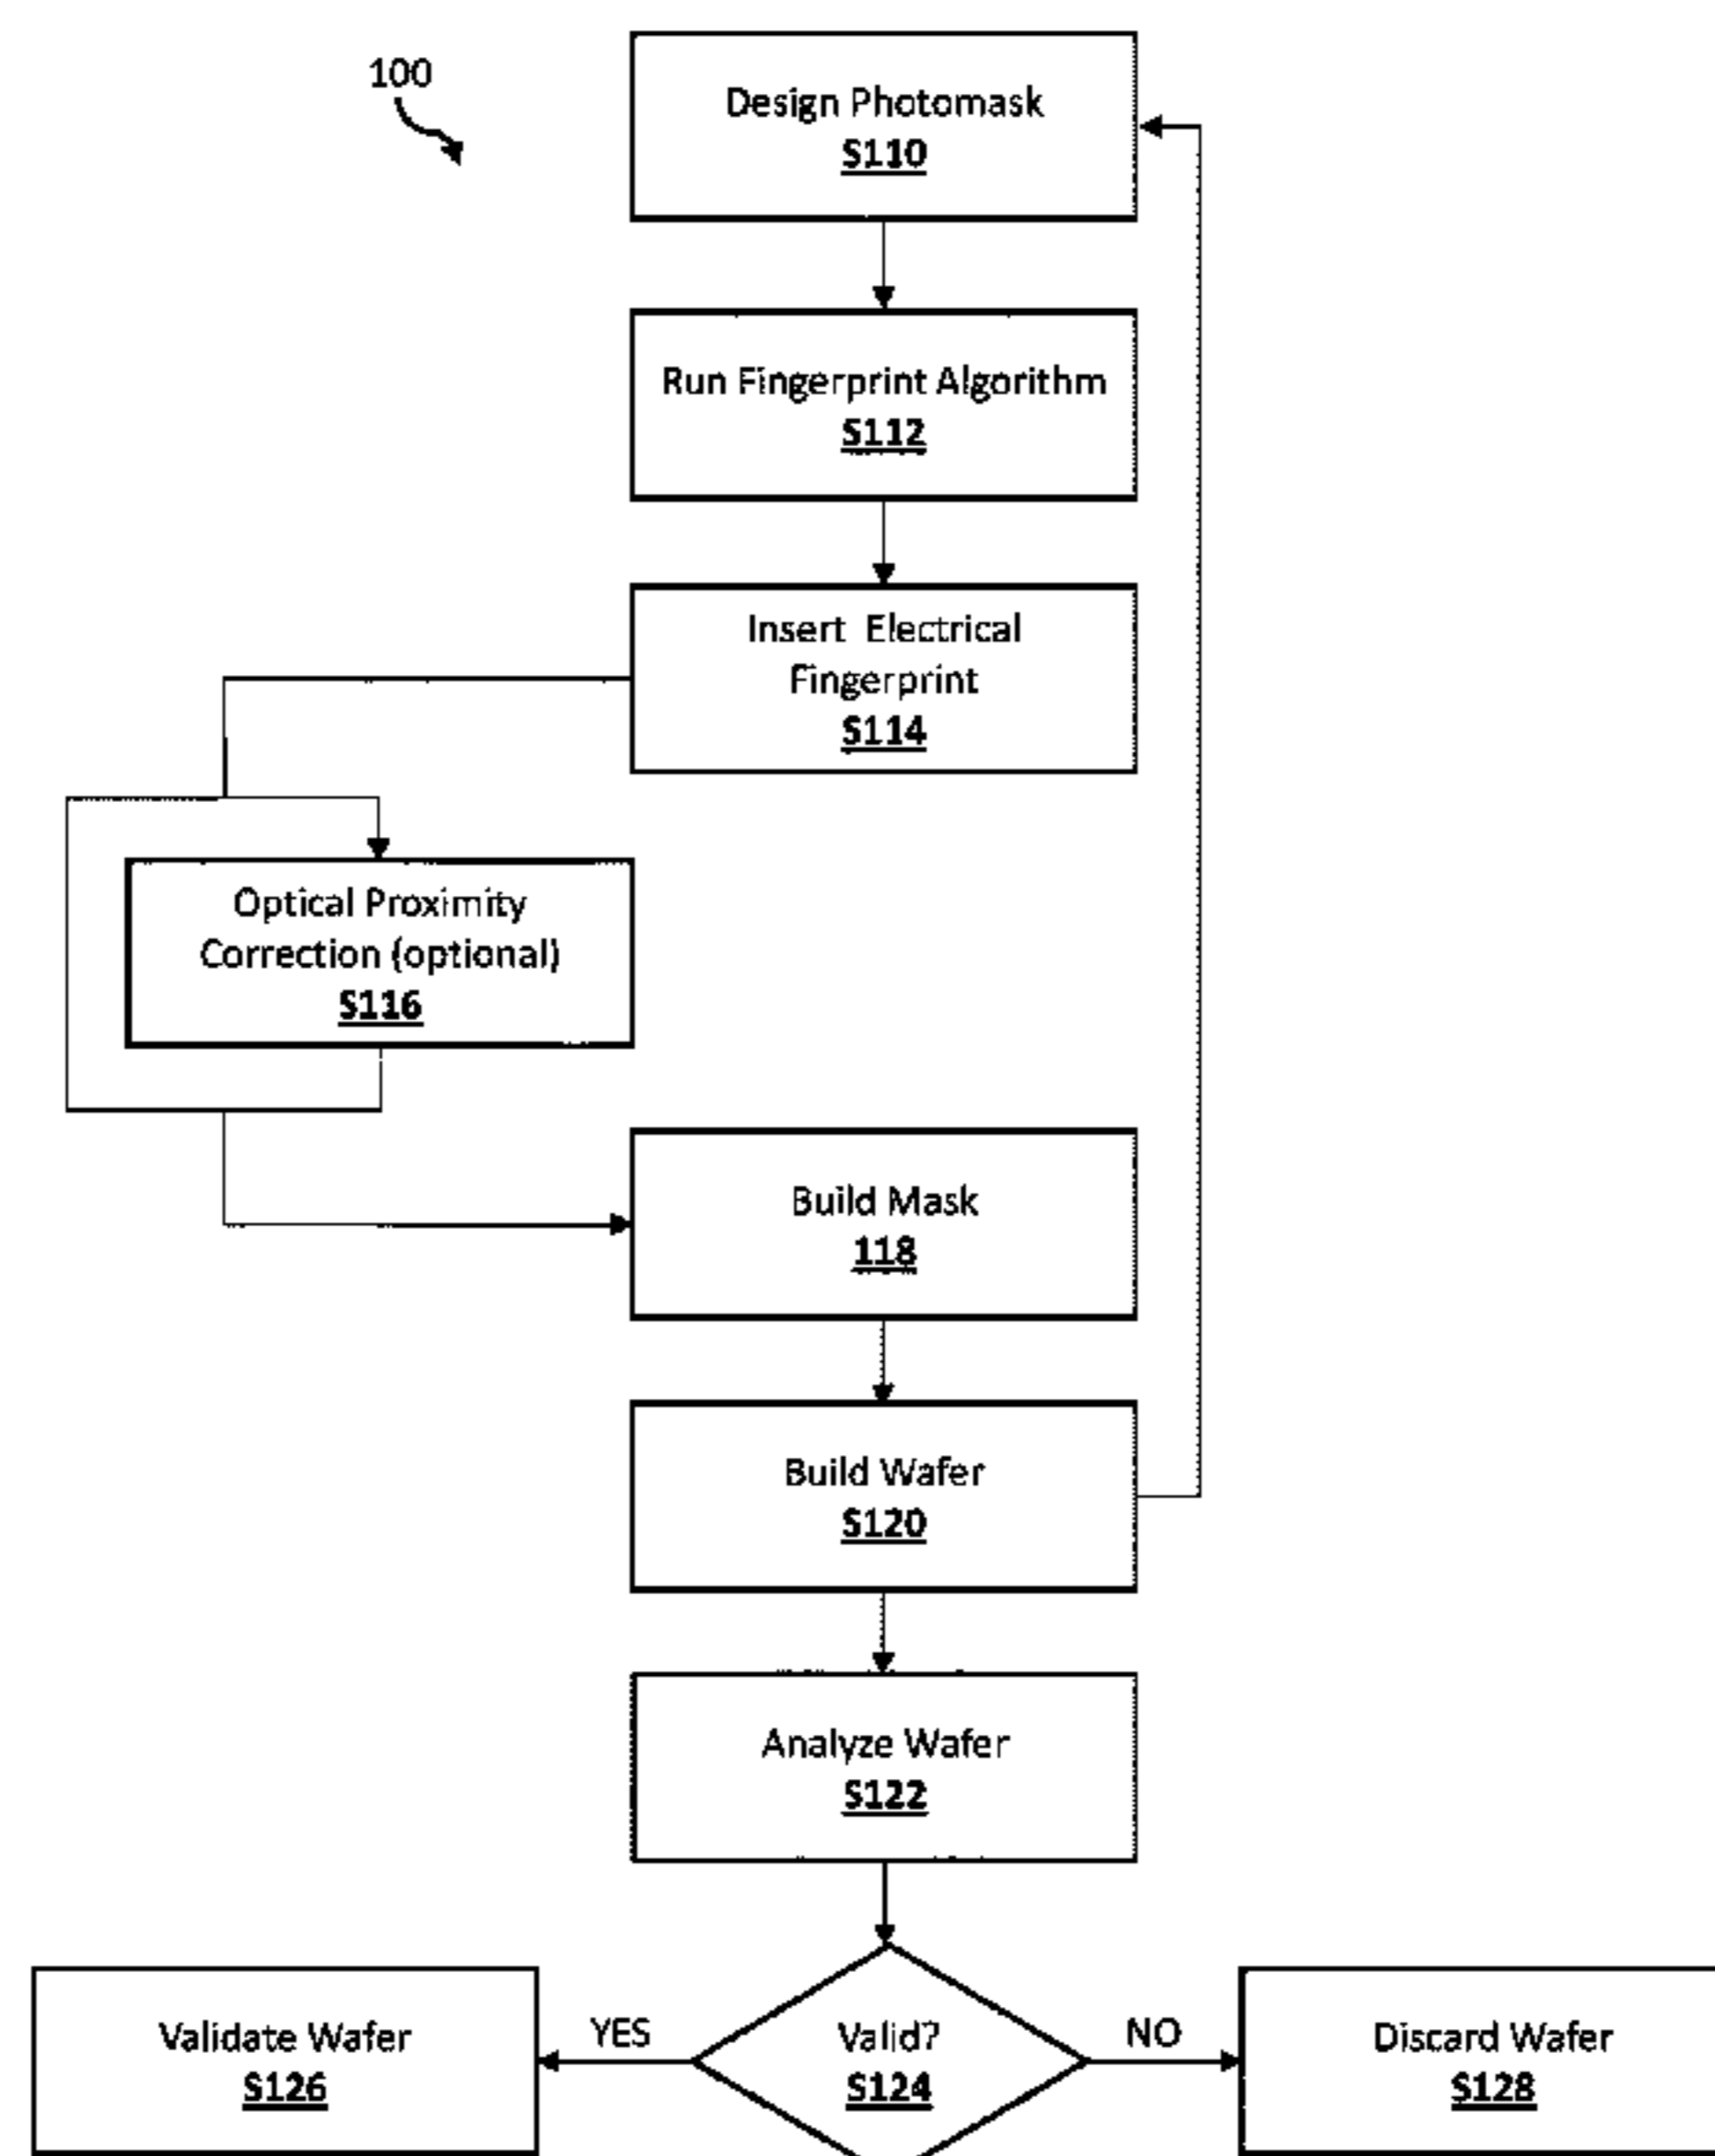 100
Design Photomask
S110
Run Fingerprint Algorithm
S112
Insert Electrical
Fingerprint
S114
Optical Proximity
Correction (optional)
S116
Build Mask
118
Build Wafer
S120
Analyze Wafer
S122
Validate Wafer
S126
YES
Valid?
S124
NO
Discard Wafer
S128